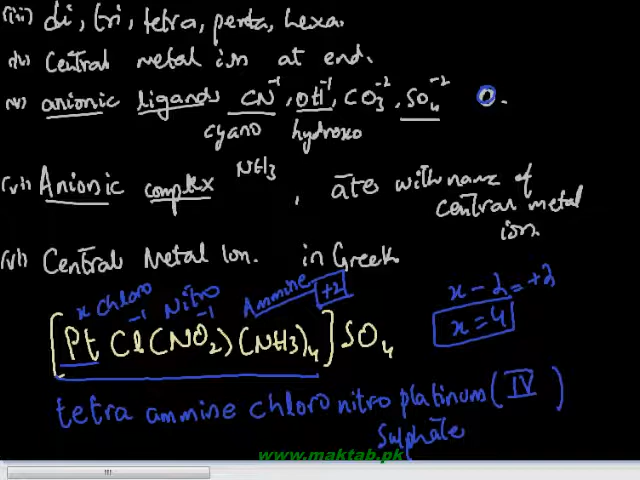 (iii) di, tri, tetra, penta, hexa.
(iv) Central metal ion at end.
(v) anionic ligands CN⁻¹, OH⁻¹, CO₃⁻², SO₄⁻² O.
cyano hydroxo
(vi) Anionic complex NH3, ates with name of central metal ion.
(vi) Central Metal Ion. in Greek
x Chloro Nitro Ammine +2 x - 2 = +2
-1 -1 x = 4
[Pt Cl (NO₂) (NH3)₄] SO₄
tetra ammine chloro nitro platinum (IV)
Sulphate
www.maktab.pk